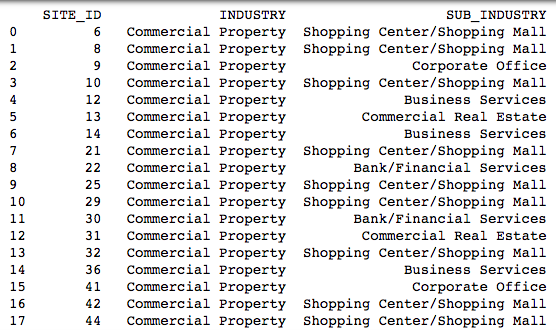 SITE_ID INDUSTRY SUB_INDUSTRY
0 6 Commercial Property Shopping Center/Shopping Mall
1 8 Commercial Property Shopping Center/Shopping Mall
2 9 Commercial Property Corporate Office
3 10 Commercial Property Shopping Center/Shopping Mall
4 12 Commercial Property Business Services
5 13 Commercial Property Commercial Real Estate
6 14 Commercial Property Business Services
7 21 Commercial Property Shopping Center/Shopping Mall
8 22 Commercial Property Bank/Financial Services
9 25 Commercial Property Shopping Center/Shopping Mall
10 29 Commercial Property Shopping Center/Shopping Mall
11 30 Commercial Property Bank/Financial Services
12 31 Commercial Property Commercial Real Estate
13 32 Commercial Property Shopping Center/Shopping Mall
14 36 Commercial Property Business Services
15 41 Commercial Property Corporate Office
16 42 Commercial Property Shopping Center/Shopping Mall
17 44 Commercial Property Shopping Center/Shopping Mall